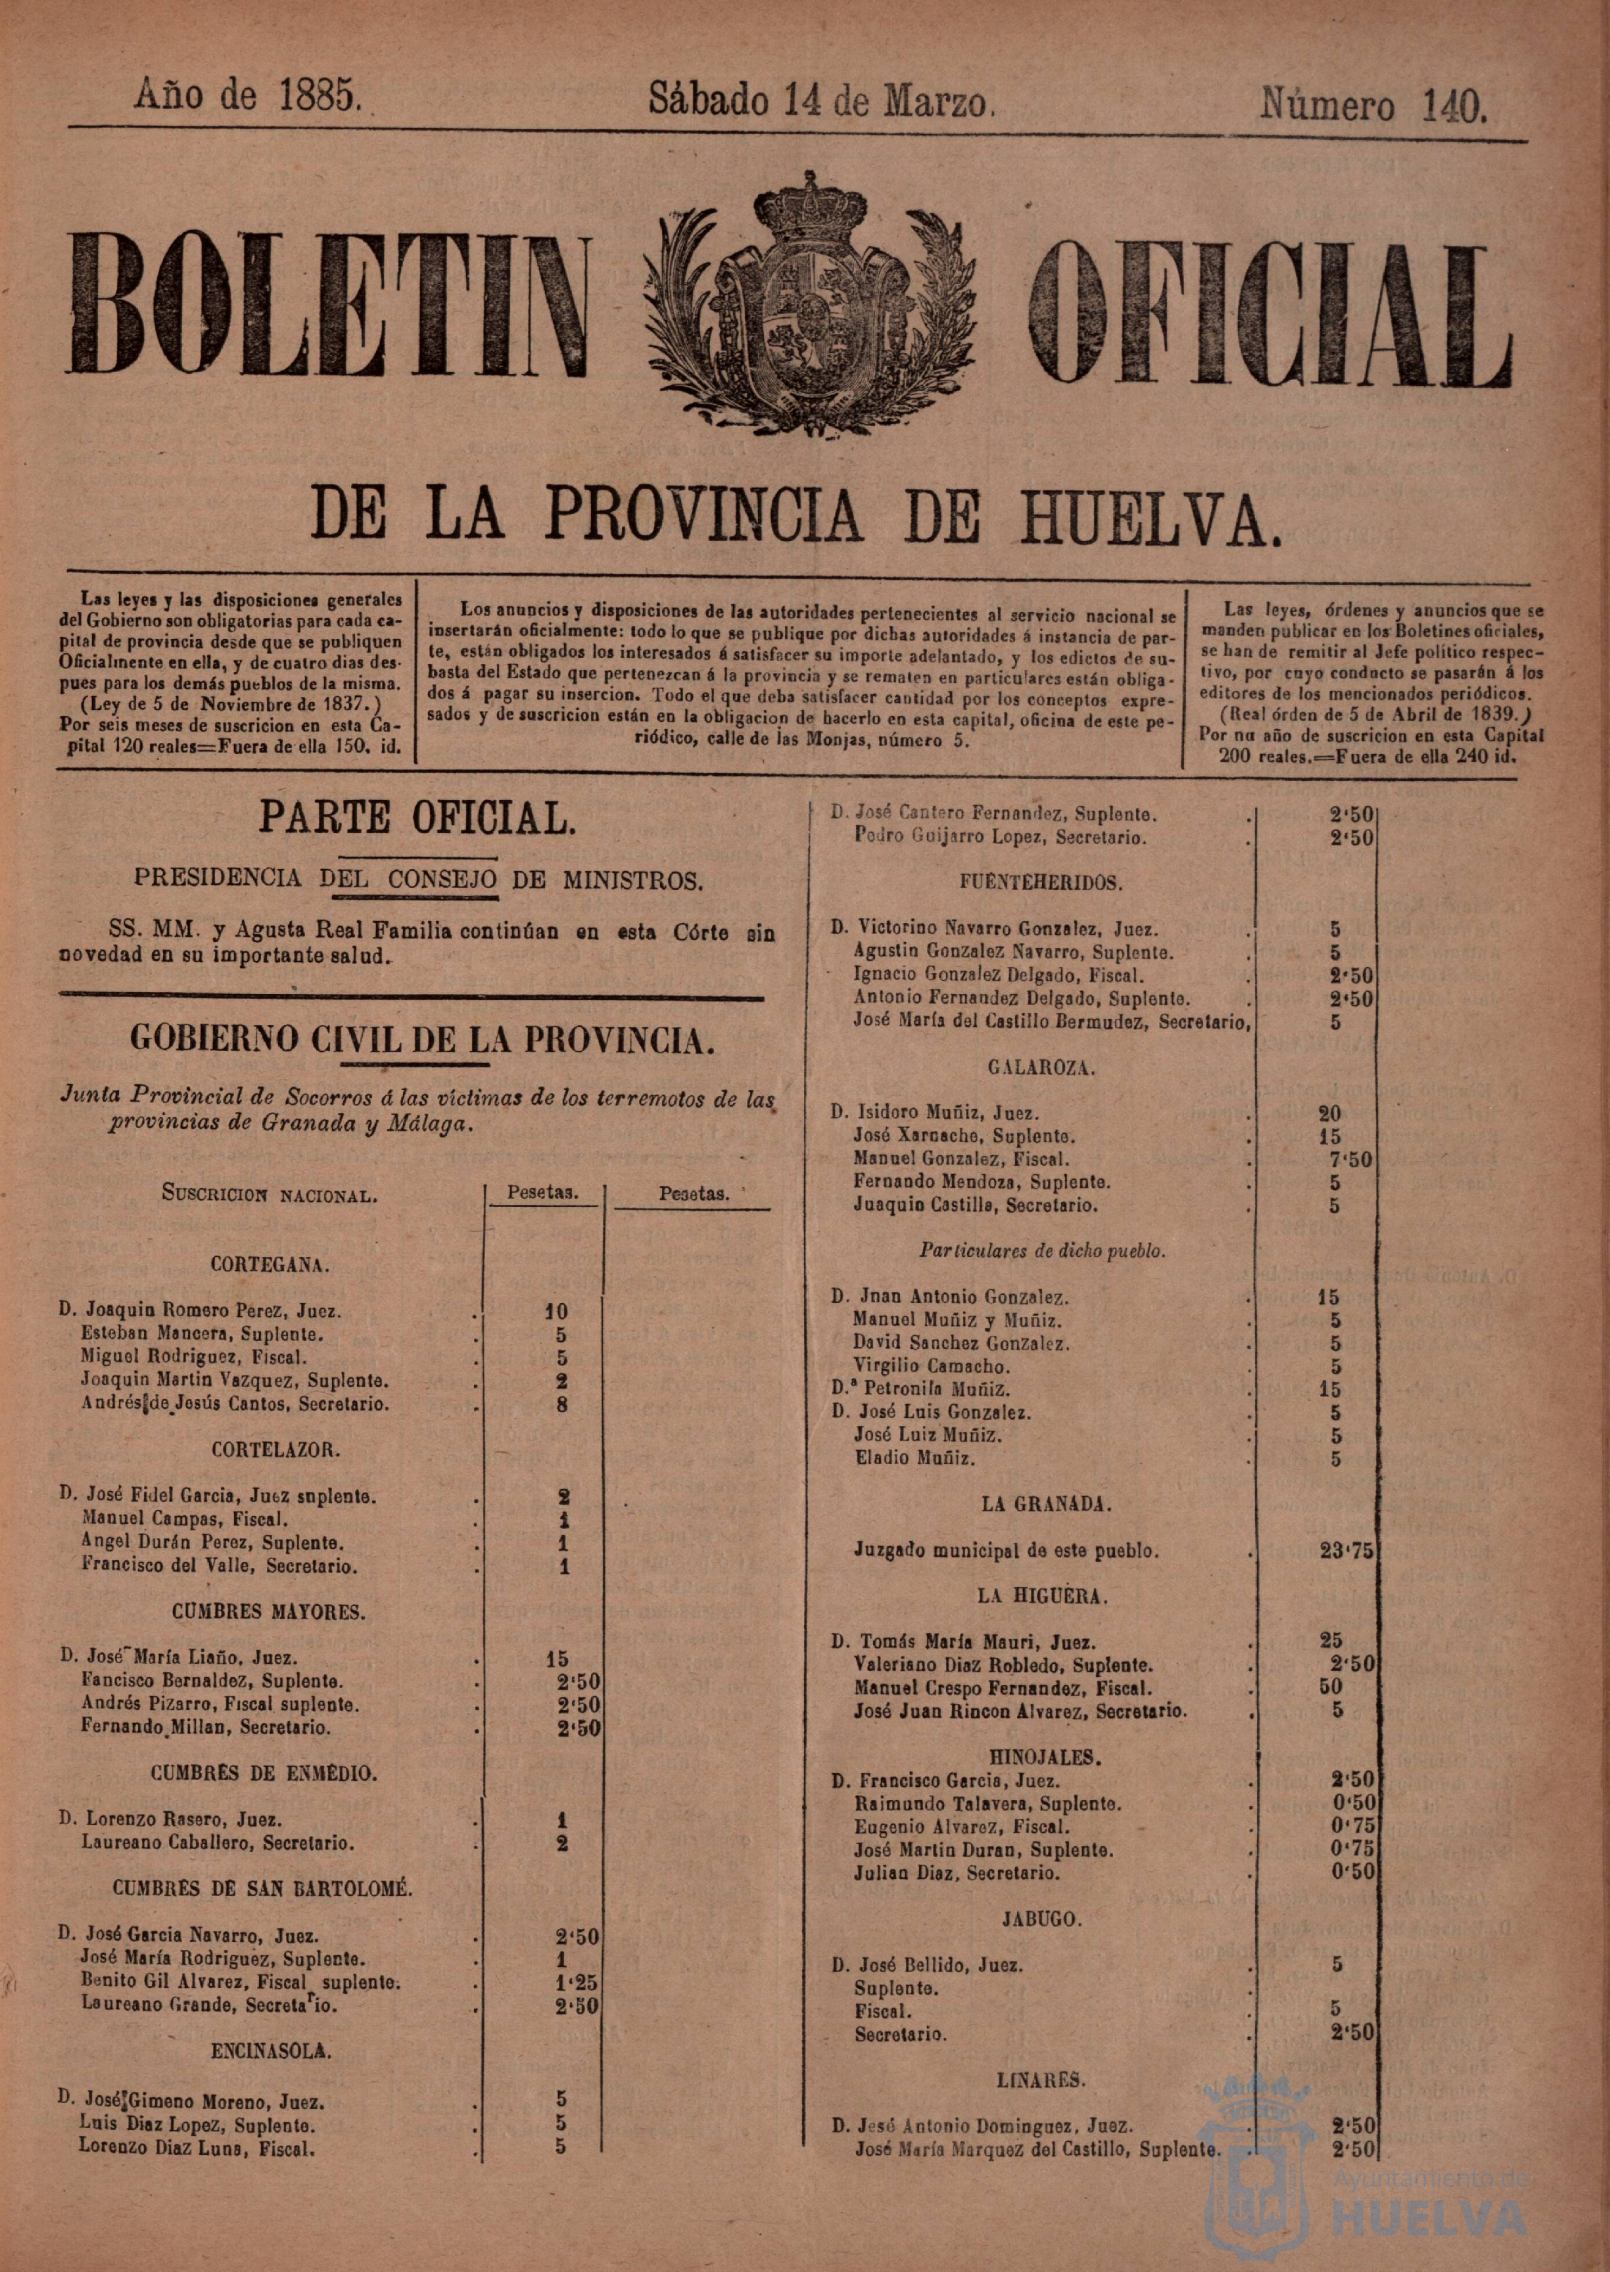 Año de 1885.
Sábado 14 de Marzo.
Número 140.
BOLETIN OFICIAL
DE LA PROVINCIA DE HUELVA.
Las leyes y las disposiciones generales
del Gobierno son obligatorias para cada ca-
pital de provincia desde que se publiquen
Oficialmente en ella, y de cuatro dias des-
pues para los demás pueblos de la misma.
(Ley de 5 de Noviembre de 1837.)
Por seis meses de suscricion en esta Ca-
pital 120 reales=Fuera de ella 150. id.
Los anuncios y disposiciones de las autoridades pertenecientes al servicio nacional se
insertarán oficialmente: todo lo que se publique por dichas autoridades á instancia de par-
te, están obligados los interesados á satisfacer su importe adelantado, y los edictos de su-
basta del Estado que pertenezcan á la provincia y se rematen en particulares están obliga-
dos á pagar su insercion. Todo el que deba satisfacer cantidad por los conceptos expre-
sados y de suscricion están en la obligacion de hacerlo en esta capital, oficina de este pe-
riódico, calle de las Monjas, número 5.
Las leyes, órdenes y anuncios que se
manden publicar en los Boletines oficiales,
se han de remitir al Jefe político respec-
tivo, por cuyo conducto se pasarán á los
editores de los mencionados periódicos.
(Real órden de 5 de Abril de 1839.)
Por nu año de suscricion en esta Capital
200 reales.=Fuera de ella 240 id.
PARTE OFICIAL.
PRESIDENCIA DEL CONSEJO DE MINISTROS.
SS. MM. y Agusta Real Familia continúan en esta Córte sin
novedad en su importante salud.
GOBIERNO CIVIL DE LA PROVINCIA.
Junta Provincial de Socorros á las víctimas de los terremotos de las
provincias de Granada y Málaga.
SUSCRICION NACIONAL. Pesetas. Pesetas.
CORTEGANA.
D. Joaquin Romero Perez, Juez. . 10
Esteban Mancera, Suplente. . 5
Miguel Rodriguez, Fiscal. . 5
Joaquin Martin Vazquez, Suplente. . 2
Andrés de Jesús Cantos, Secretario. . 8
CORTELAZOR.
D. José Fidel Garcia, Juez snplente. . 2
Manuel Campas, Fiscal. . 1
Angel Durán Perez, Suplente. . 1
Francisco del Valle, Secretario. . 1
CUMBRES MAYORES.
D. José María Liaño, Juez. . 15
Fancisco Bernaldez, Suplente. . 2'50
Andrés Pizarro, Fiscal suplente. . 2'50
Fernando Millan, Secretario. . 2'50
CUMBRES DE ENMEDIO.
D. Lorenzo Rasero, Juez. . 1
Laureano Caballero, Secretario. . 2
CUMBRES DE SAN BARTOLOMÉ.
D. José Garcia Navarro, Juez. . 2'50
José María Rodriguez, Suplente. . 1
Benito Gil Alvarez, Fiscal suplente. . 1'25
Laureano Grande, Secretario. . 2'50
ENCINASOLA.
D. José Gimeno Moreno, Juez. . 5
Luis Diaz Lopez, Suplente. . 5
Lorenzo Diaz Luna, Fiscal. . 5
D. José Cantero Fernandez, Suplente. . 2'50
Pedro Guijarro Lopez, Secretario. . 2'50
FUENTEHERIDOS.
D. Victorino Navarro Gonzalez, Juez. . 5
Agustin Gonzalez Navarro, Suplente. . 5
Ignacio Gonzalez Delgado, Fiscal. . 2'50
Antonio Fernandez Delgado, Suplente. . 2'50
José María del Castillo Bermudez, Secretario, 5
GALAROZA.
D. Isidoro Muñiz, Juez. . 20
José Xarnache, Suplente. . 15
Manuel Gonzalez, Fiscal. . 7'50
Fernando Mendoza, Suplente. . 5
Juaquin Castilla, Secretario. . 5
Particulares de dicho pueblo.
D. Jnan Antonio Gonzalez. . 15
Manuel Muñiz y Muñiz. . 5
David Sanchez Gonzalez. . 5
Virgilio Camacho. . 5
D.ª Petronila Muñiz. . 15
D. José Luis Gonzalez. . 5
José Luiz Muñiz. . 5
Eladio Muñiz. . 5
LA GRANADA.
Juzgado municipal de este pueblo. . 23'75
LA HIGUERA.
D. Tomás María Mauri, Juez. . 25
Valeriano Diaz Robledo, Suplente. . 2'50
Manuel Crespo Fernandez, Fiscal. . 50
José Juan Rincon Alvarez, Secretario. . 5
HINOJALES.
D. Francisco Garcia, Juez. . 2'50
Raimundo Talavera, Suplente. . 0'50
Eugenio Alvarez, Fiscal. . 0'75
José Martin Duran, Suplente. . 0'75
Julian Diaz, Secretario. . 0'50
JABUGO.
D. José Bellido, Juez. . 5
Suplente. .
Fiscal. . 5
Secretario. . 2'50
LINARES.
D. Jesé Antonio Dominguez, Juez. . 2'50
José María Marquez del Castillo, Suplente. . 2'50
Ayuntamiento de
HUELVA